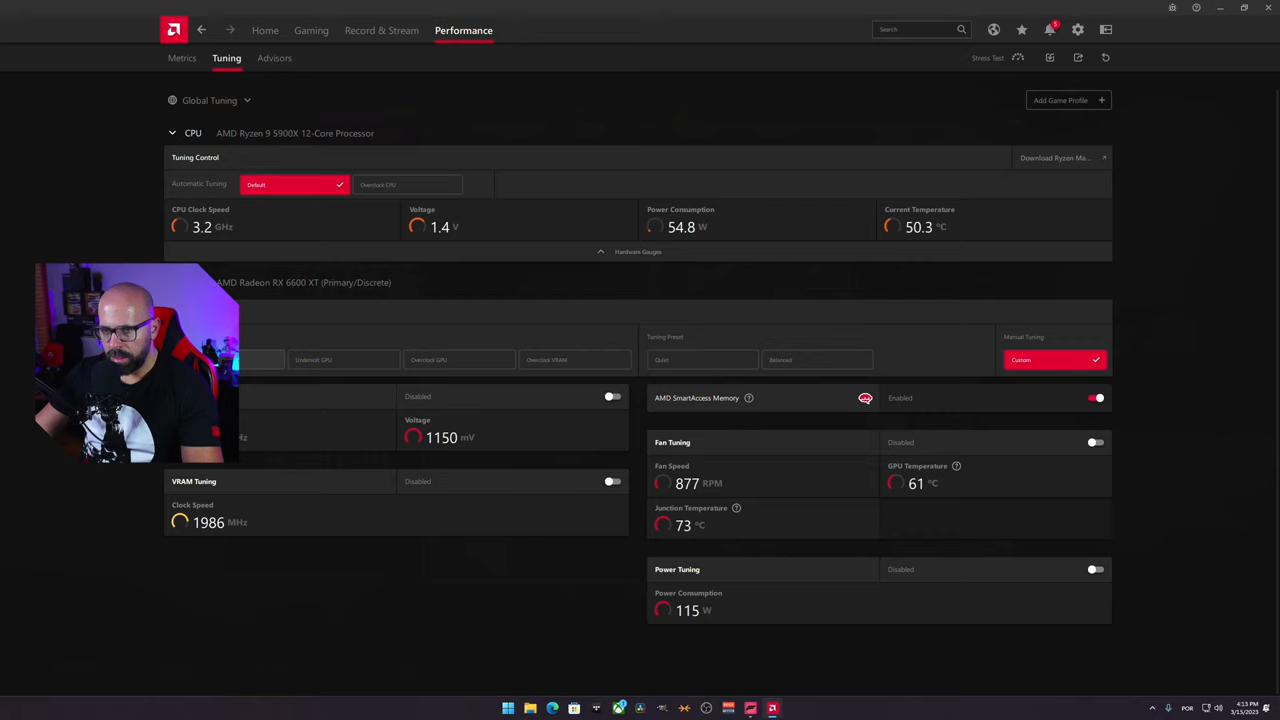 Home Gaming Record & Stream Performance Search 5
Metrics Tuning Advisors Stress Test
Global Tuning Add Game Profile +
CPU AMD Ryzen 9 5900X 12-Core Processor
Tuning Control Download Ryzen Ma...
Automatic Tuning Default Overclock CPU
CPU Clock Speed Voltage Power Consumption Current Temperature
3.2 GHz 1.4 V 54.8 W 50.3 °C
Hardware Gauges
AMD Radeon RX 6600 XT (Primary/Discrete)
Tuning Preset Manual Tuning
Undervolt GPU Overclock GPU Overclock VRAM Quiet Balanced Custom
Disabled AMD SmartAccess Memory Enabled
Voltage
Hz 1150 mV
Fan Tuning Disabled
Fan Speed GPU Temperature
877 RPM 61 °C
VRAM Tuning Disabled
Clock Speed Junction Temperature
1986 MHz 73 °C
Power Tuning Disabled
Power Consumption
115 W
POR 4:13 PM
3/15/2023